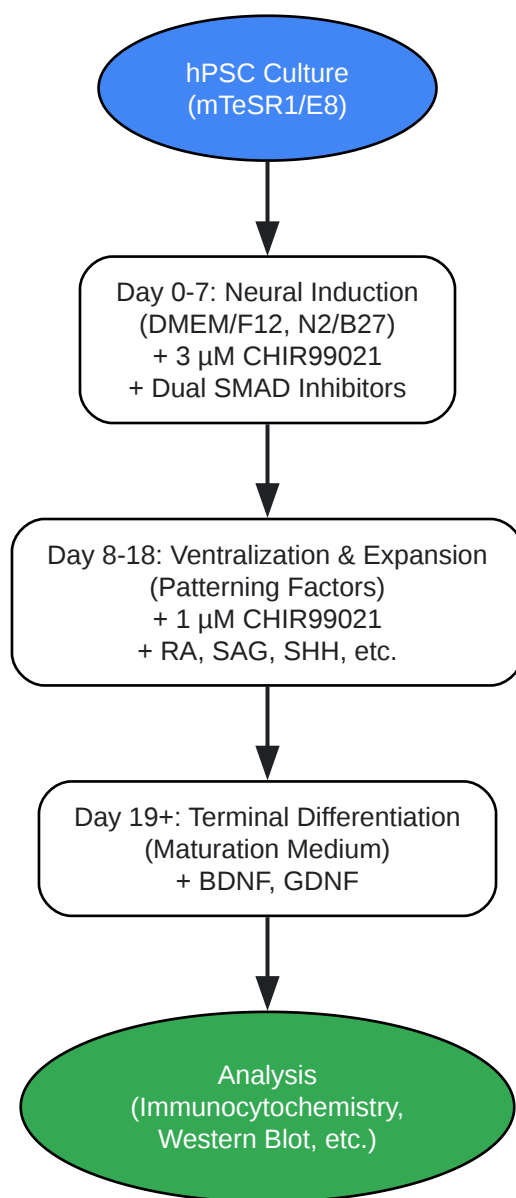 hPSC Culture
(mTeSR1/E8)
Day 0-7: Neural Induction
(DMEM/F12, N2/B27)
+ 3 µM CHIR99021
+ Dual SMAD Inhibitors
Day 8-18: Ventralization & Expansion
(Patterning Factors)
+ 1 µM CHIR99021
+ RA, SAG, SHH, etc.
Day 19+: Terminal Differentiation
(Maturation Medium)
+ BDNF, GDNF
Analysis
(Immunocytochemistry,
Western Blot, etc.)